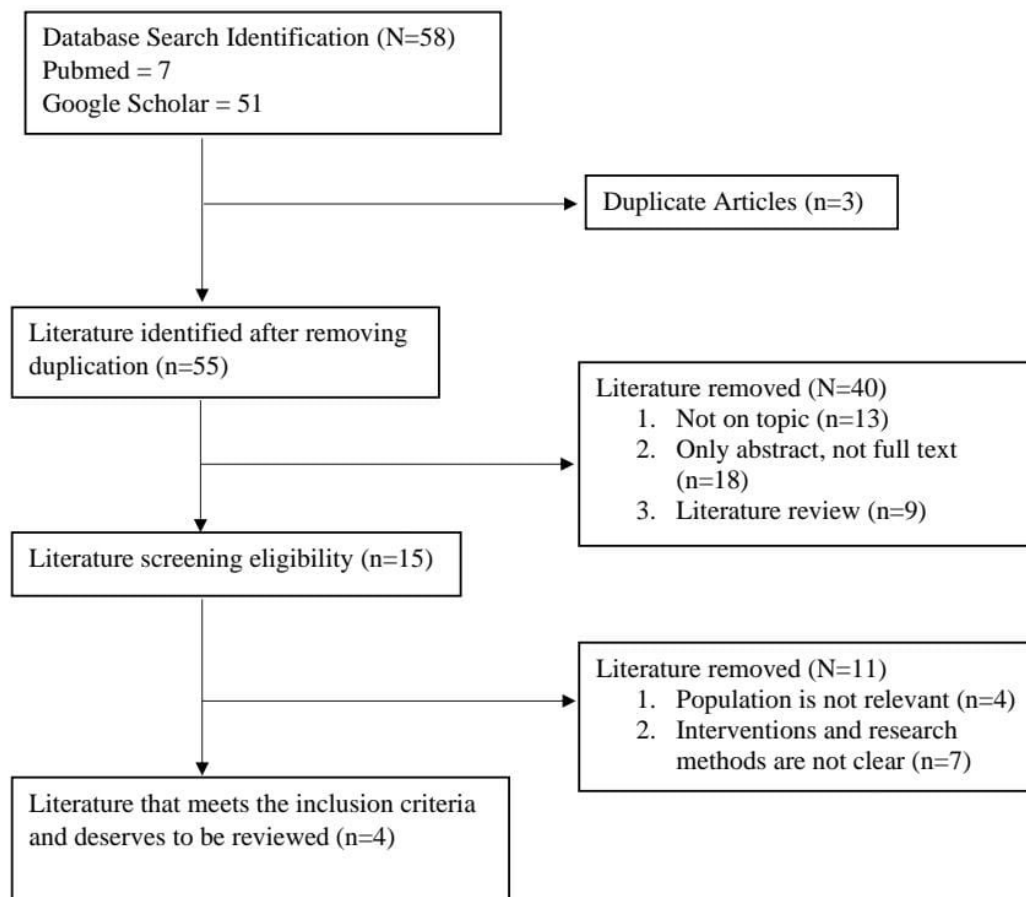 Database Search Identification (N=58)
Pubmed = 7
Google Scholar = 51
Duplicate Articles (n=3)
Literature identified after removing
duplication (n=55)
Literature removed (N=40)
1. Not on topic (n=13)
2. Only abstract, not full text
(n=18)
3. Literature review (n=9)
Literature screening eligibility (n=15)
Literature removed (N=11)
1. Population is not relevant (n=4)
2. Interventions and research
methods are not clear (n=7)
Literature that meets the inclusion criteria
and deserves to be reviewed (n=4)